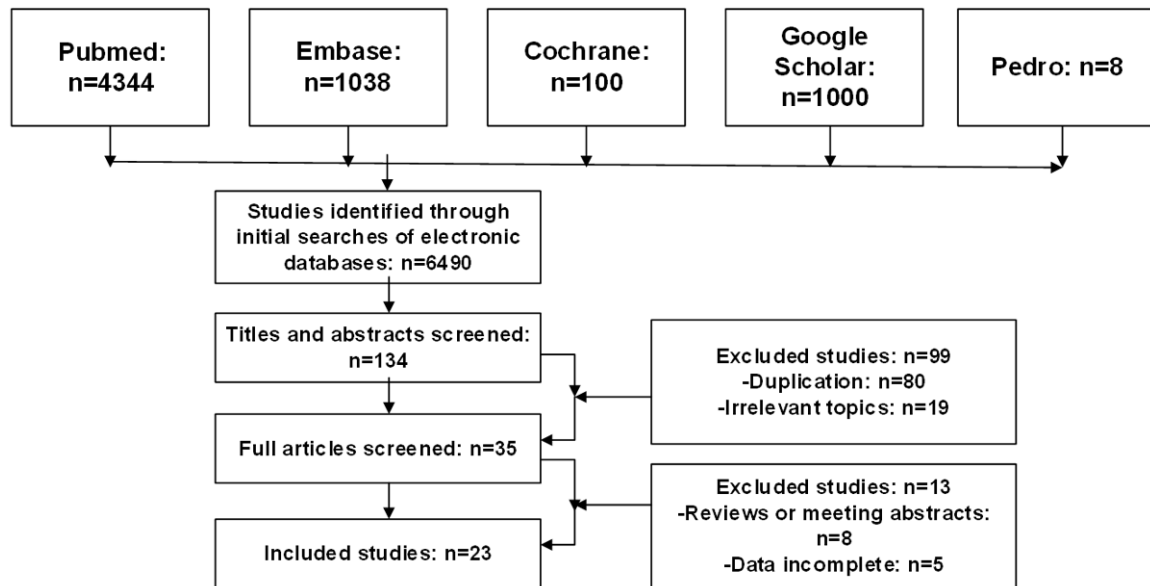 Pubmed:
n=4344
Embase:
n=1038
Cochrane:
n=100
Google
Scholar:
n=1000
Pedro: n=8
Studies identified through
initial searches of electronic
databases: n=6490
Titles and abstracts screened:
n=134
Excluded studies: n=99
-Duplication: n=80
-Irrelevant topics: n=19
Full articles screened: n=35
Excluded studies: n=13
-Reviews or meeting abstracts:
n=8
-Data incomplete: n=5
Included studies: n=23